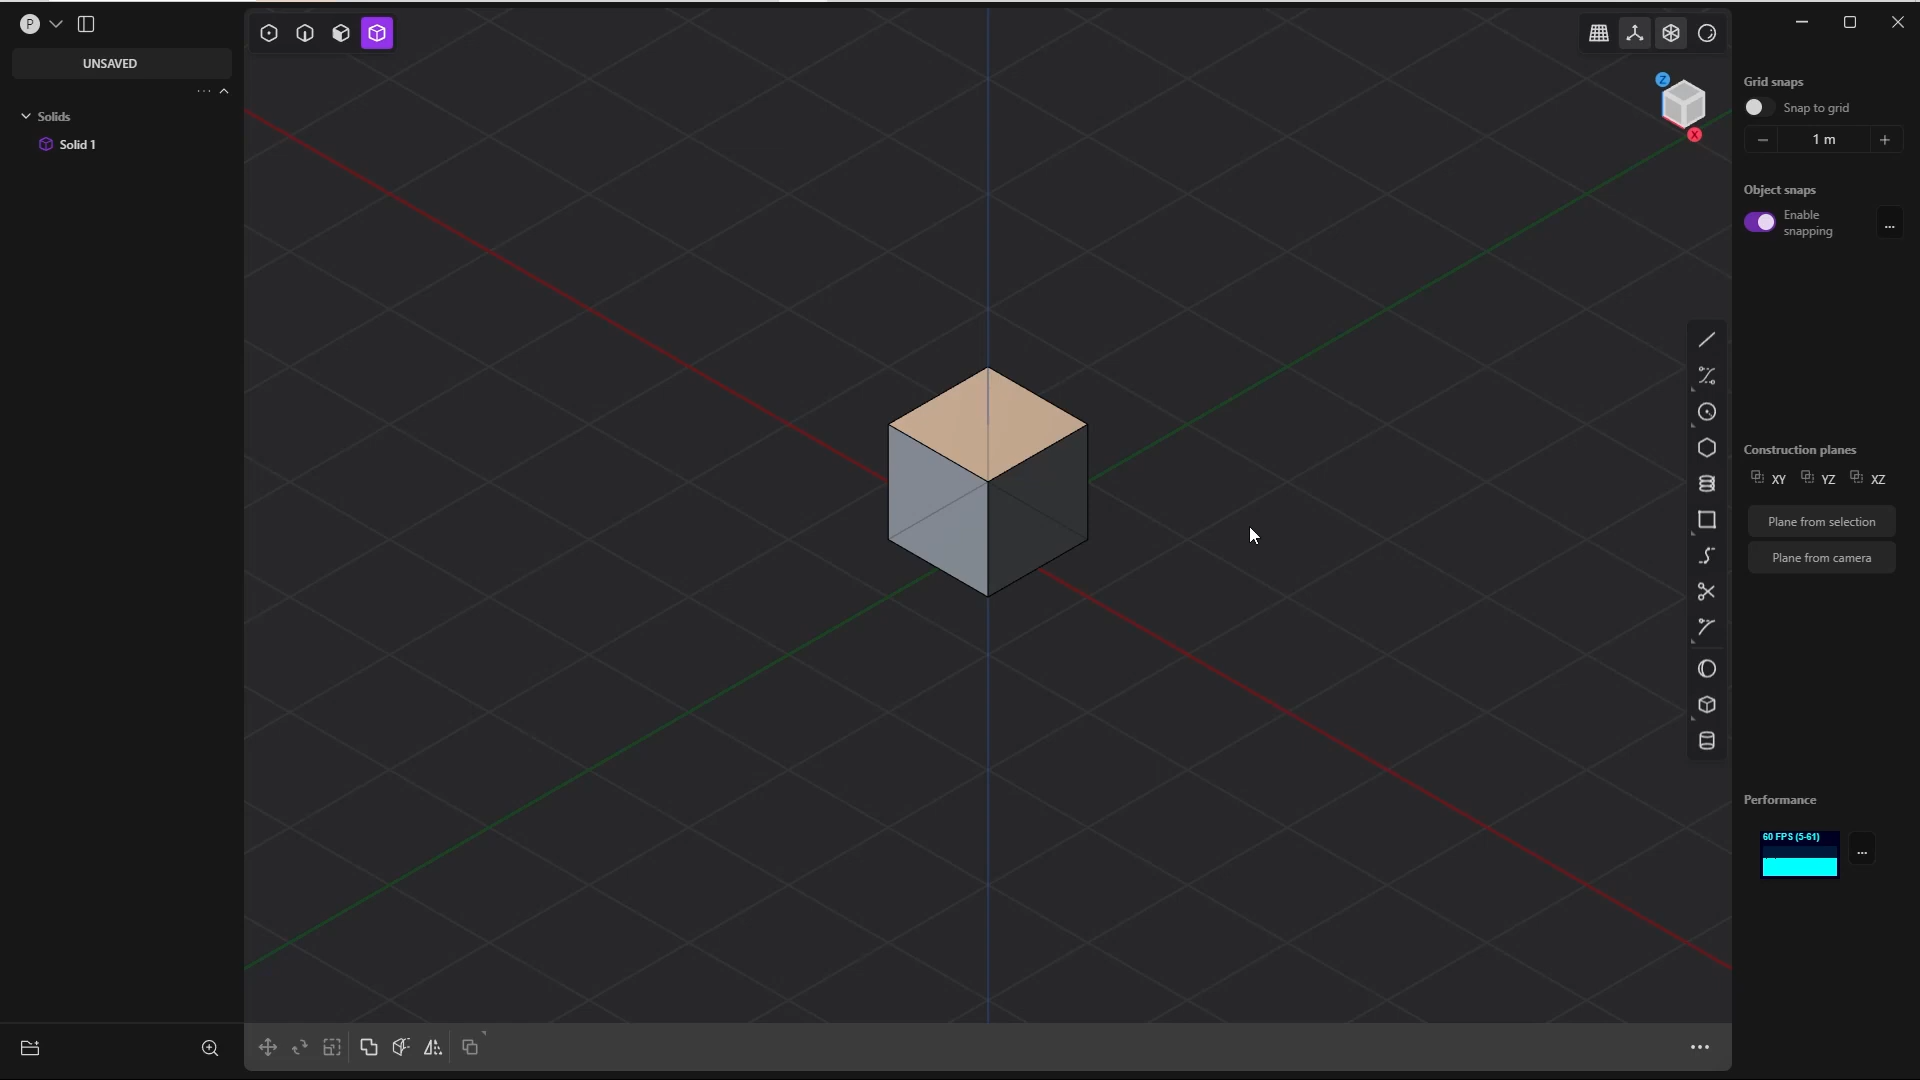 P
UNSAVED
Solids
Solid 1
Z
X
Grid snaps
Snap to grid
1 m
Object snaps
Enable
snapping
...
Construction planes
XY
YZ
XZ
Plane from selection
Plane from camera
Performance
60 FPS (5-61)
...